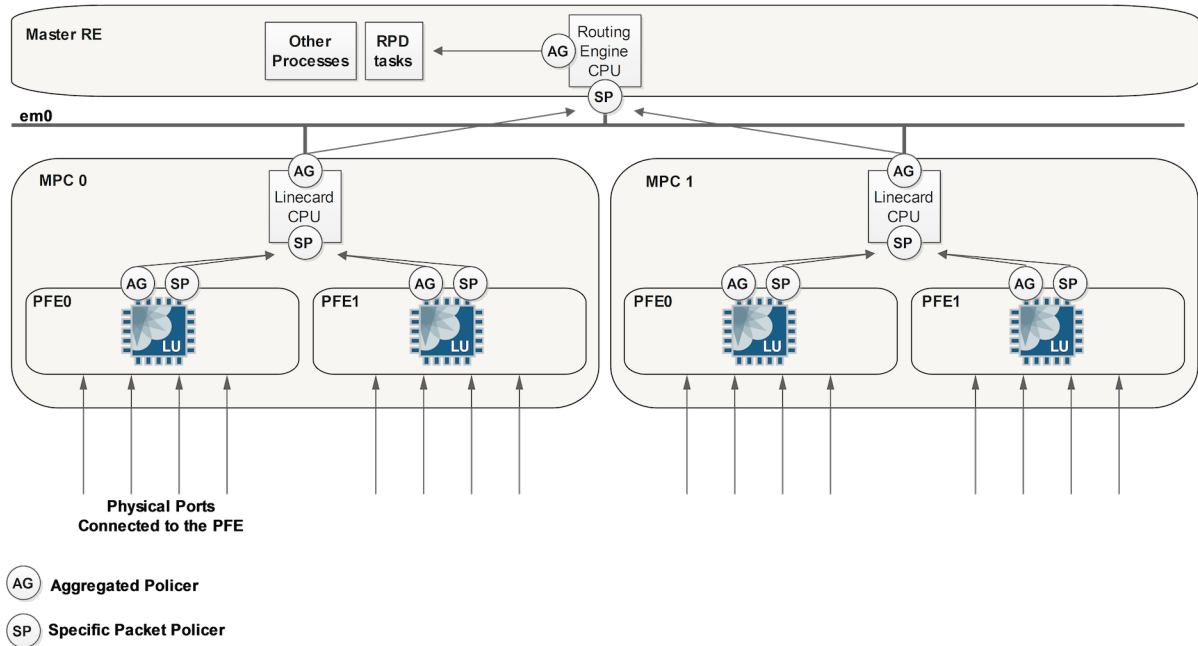 Master RE
Other
Processes
RPD
tasks
AG
Routing
Engine
CPU
SP
em0
MPC 0
AG
Linecard
CPU
SP
AG
SP
AG
SP
PFE0
LU
PFE1
LU
MPC 1
AG
Linecard
CPU
SP
AG
SP
AG
SP
PFE0
LU
PFE1
LU
Physical Ports
Connected to the PFE
AG
Aggregated Policer
SP
Specific Packet Policer